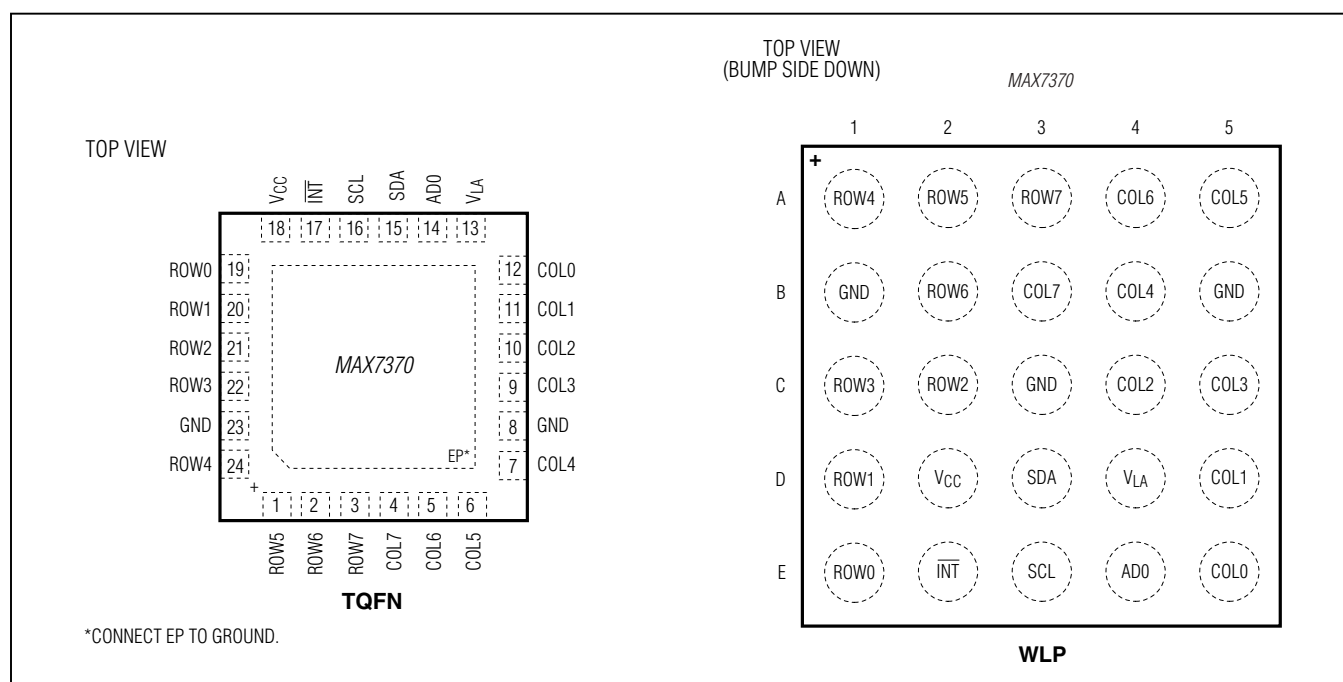 TOP VIEW
VCC INT SCL SDA AD0 VLA
18 17 16 15 14 13
ROW0 19 12 COL0
ROW1 20 11 COL1
ROW2 21 10 COL2
MAX7370
ROW3 22 9 COL3
GND 23 8 GND
EP*
ROW4 24 7 COL4
+
1 2 3 4 5 6
ROW5 ROW6 ROW7 COL7 COL6 COL5
TQFN
*CONNECT EP TO GROUND.
TOP VIEW
(BUMP SIDE DOWN)
MAX7370
1 2 3 4 5
+
A ROW4 ROW5 ROW7 COL6 COL5
B GND ROW6 COL7 COL4 GND
C ROW3 ROW2 GND COL2 COL3
D ROW1 VCC SDA VLA COL1
E ROW0 INT SCL AD0 COL0
WLP